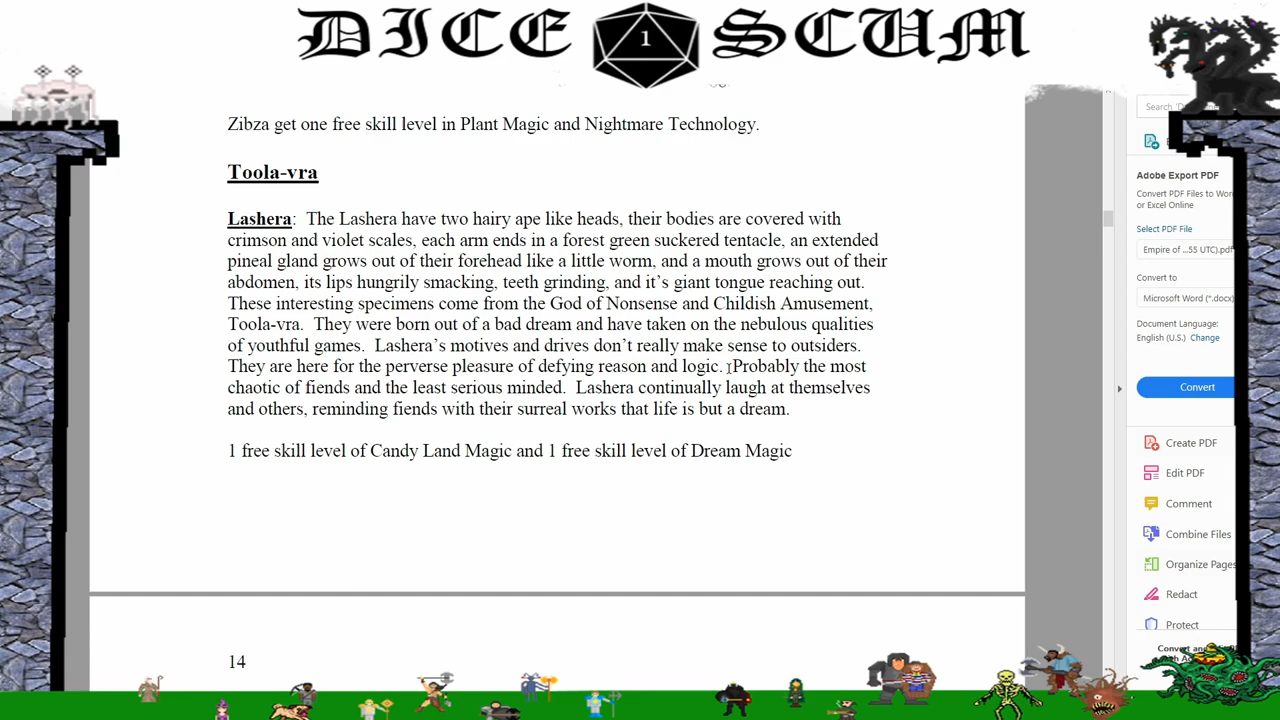 DICE 1 SCUM
Zibza get one free skill level in Plant Magic and Nightmare Technology.
Toola-vra
Lashera:  The Lashera have two hairy ape like heads, their bodies are covered with
crimson and violet scales, each arm ends in a forest green suckered tentacle, an extended
pineal gland grows out of their forehead like a little worm, and a mouth grows out of their
abdomen, its lips hungrily smacking, teeth grinding, and it's giant tongue reaching out.
These interesting specimens come from the God of Nonsense and Childish Amusement,
Toola-vra.  They were born out of a bad dream and have taken on the nebulous qualities
of youthful games.  Lashera's motives and drives don't really make sense to outsiders.
They are here for the perverse pleasure of defying reason and logic.  Probably the most
chaotic of fiends and the least serious minded.  Lashera continually laugh at themselves
and others, reminding fiends with their surreal works that life is but a dream.
1 free skill level of Candy Land Magic and 1 free skill level of Dream Magic
14
Search
Adobe Export PDF
Convert PDF Files to Wor
or Excel Online
Select PDF File
Empire of ...55 UTC).pdf
Convert to
Microsoft Word (*.docx)
Document Language:
English (U.S.) Change
Convert
Create PDF
Edit PDF
Comment
Combine Files
Organize Pages
Redact
Protect
Convert and